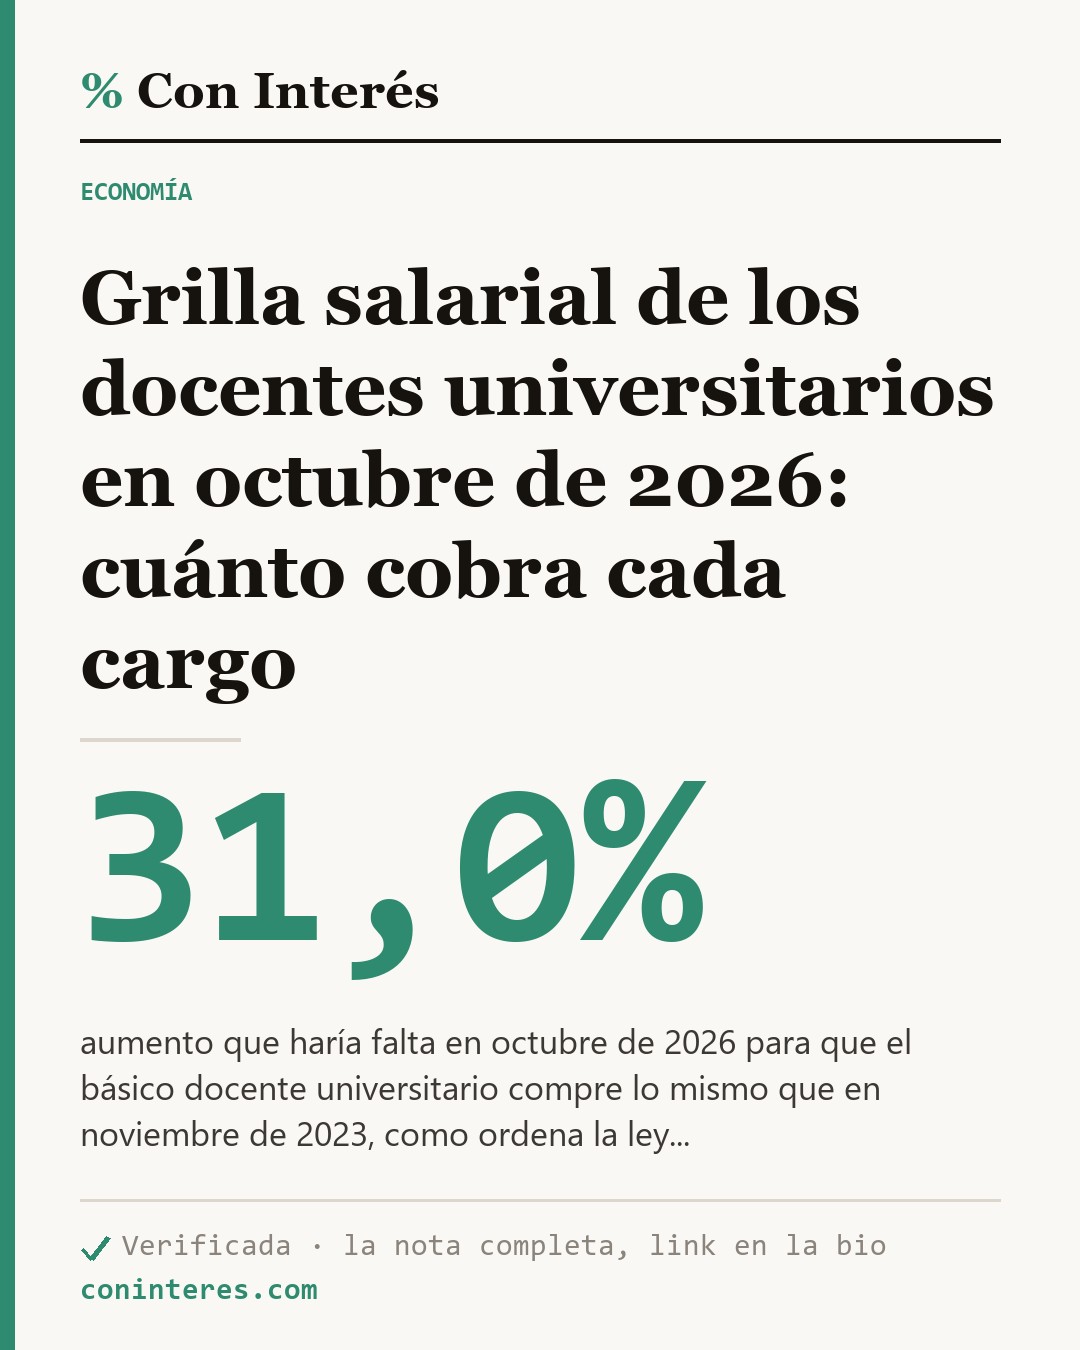 % Con Interés
ECONOMÍA
Grilla salarial de los
docentes universitarios
en octubre de 2026:
cuánto cobra cada
cargo
31,0%
aumento que haría falta en octubre de 2026 para que el
básico docente universitario compre lo mismo que en
noviembre de 2023, como ordena la ley...
✓ Verificada · la nota completa, link en la bio
coninteres.com